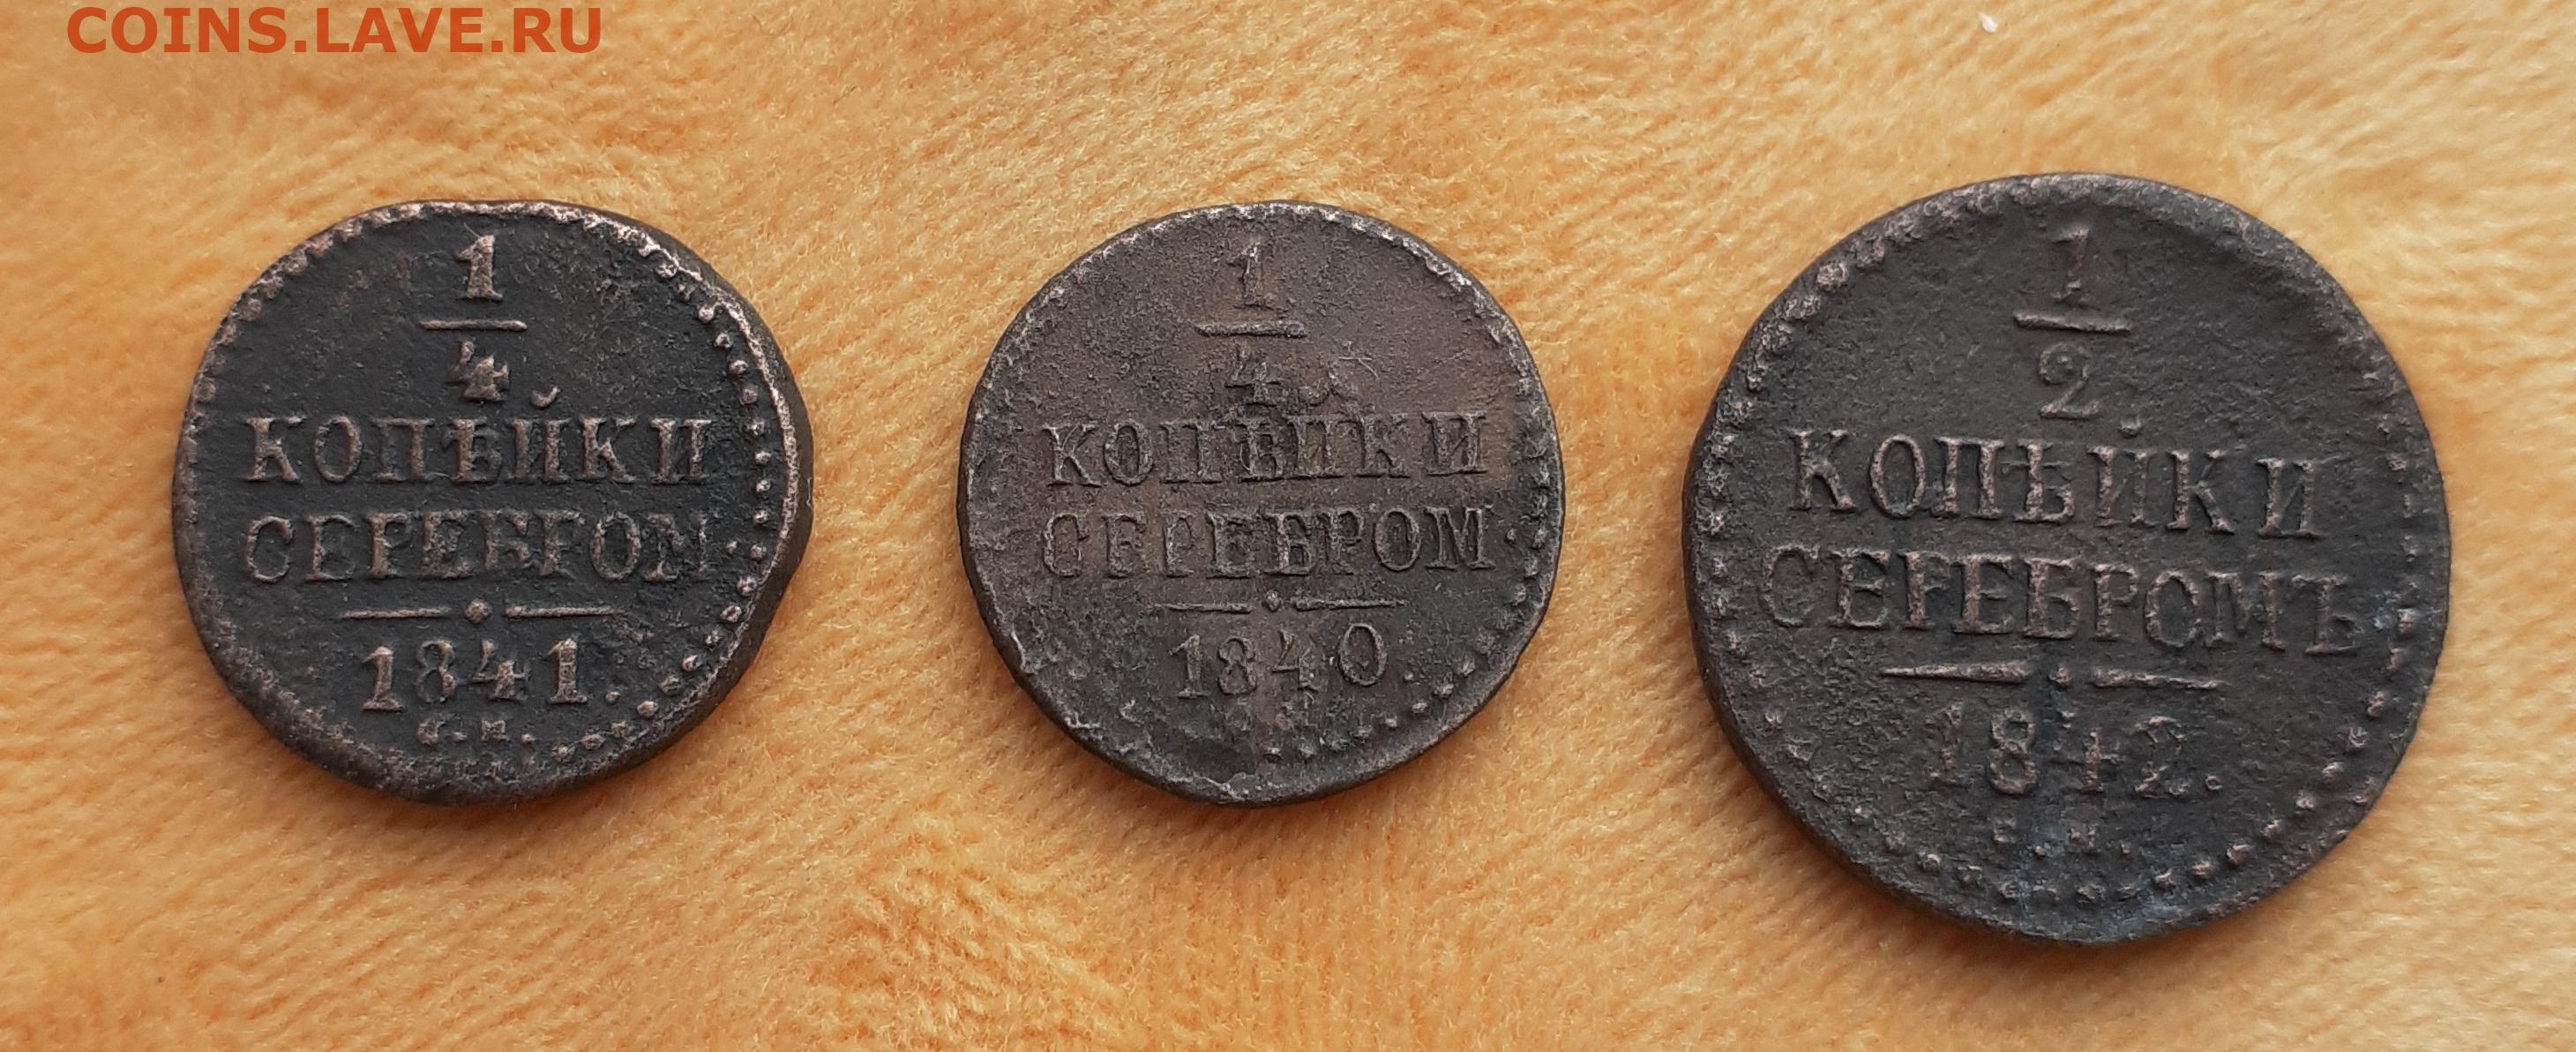 COINS.LAVE.RU
1
4
КОПѢЙКИ
СЕРЕБРОМ
1841.
С.М.
1
4
КОПѢЙКИ
СЕРЕБРОМ
1840.
1
2
КОПѢЙКИ
СЕРЕБРОМЪ
1842.